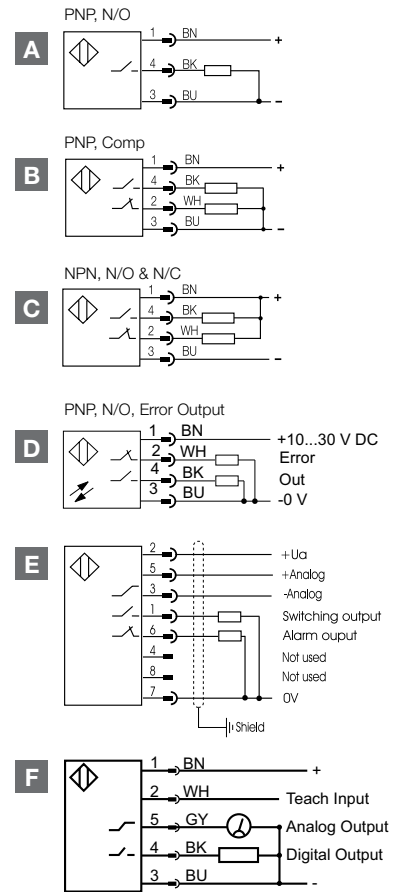 PNP, N/O
A
1 BN +
4 BK
3 BU -
PNP, Comp
B
1 BN +
4 BK
2 WH
3 BU -
NPN, N/O & N/C
C
1 BN +
4 BK
2 WH
3 BU -
PNP, N/O, Error Output
D
1 BN +10...30 V DC
2 WH Error
4 BK Out
3 BU -0 V
E
2 +Ua
5 +Analog
3 -Analog
1 Switching output
6 Alarm ouput
4 Not used
8 Not used
7 0V
Shield
F
1 BN +
2 WH Teach Input
5 GY Analog Output
4 BK Digital Output
3 BU -